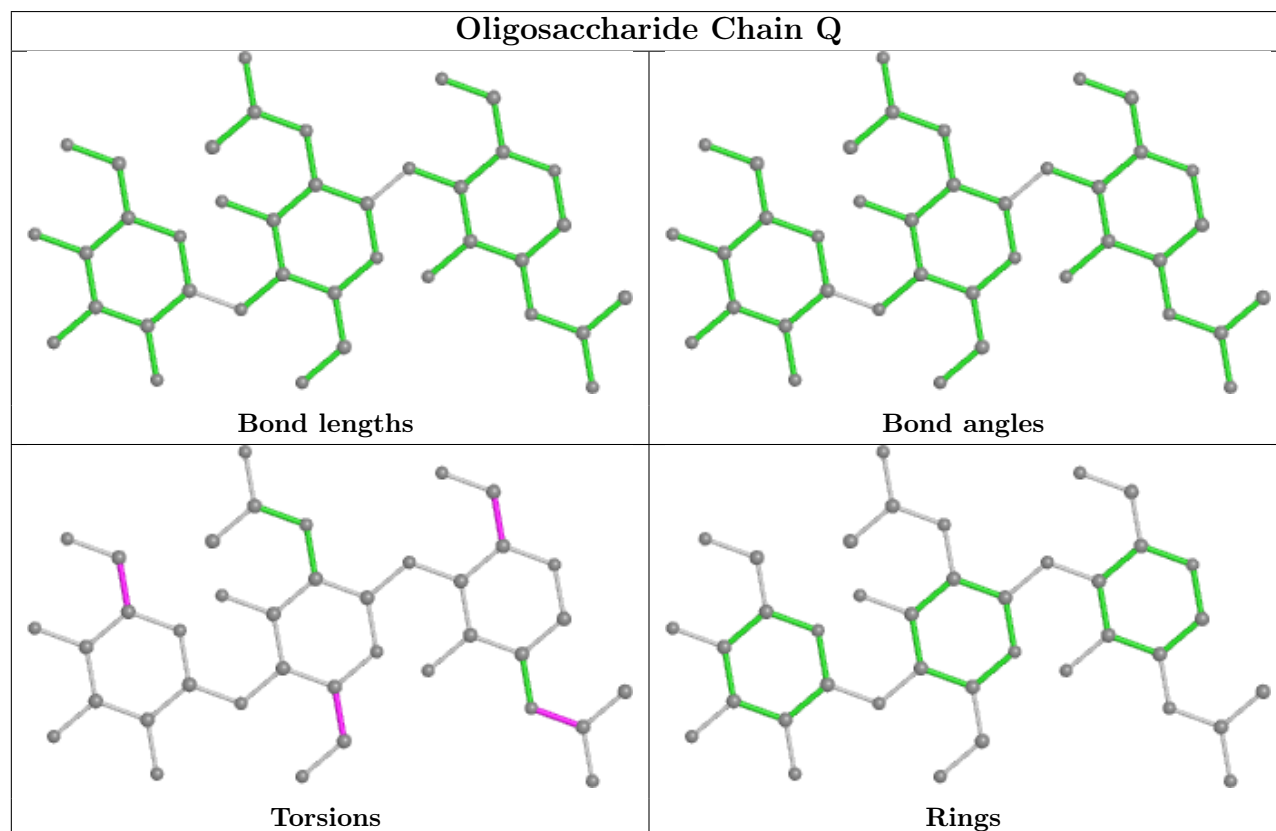 Oligosaccharide Chain Q
Bond lengths
Bond angles
Torsions
Rings